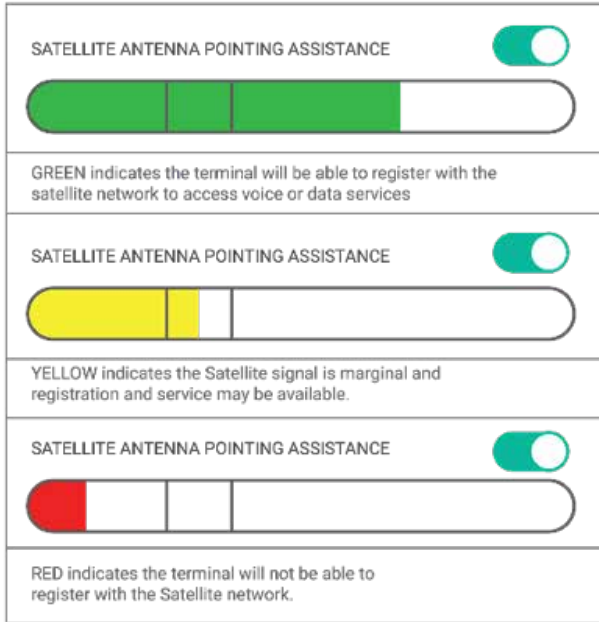 SATELLITE ANTENNA POINTING ASSISTANCE
GREEN indicates the terminal will be able to register with the
satellite network to access voice or data services
SATELLITE ANTENNA POINTING ASSISTANCE
YELLOW indicates the Satellite signal is marginal and
registration and service may be available.
SATELLITE ANTENNA POINTING ASSISTANCE
RED indicates the terminal will not be able to
register with the Satellite network.